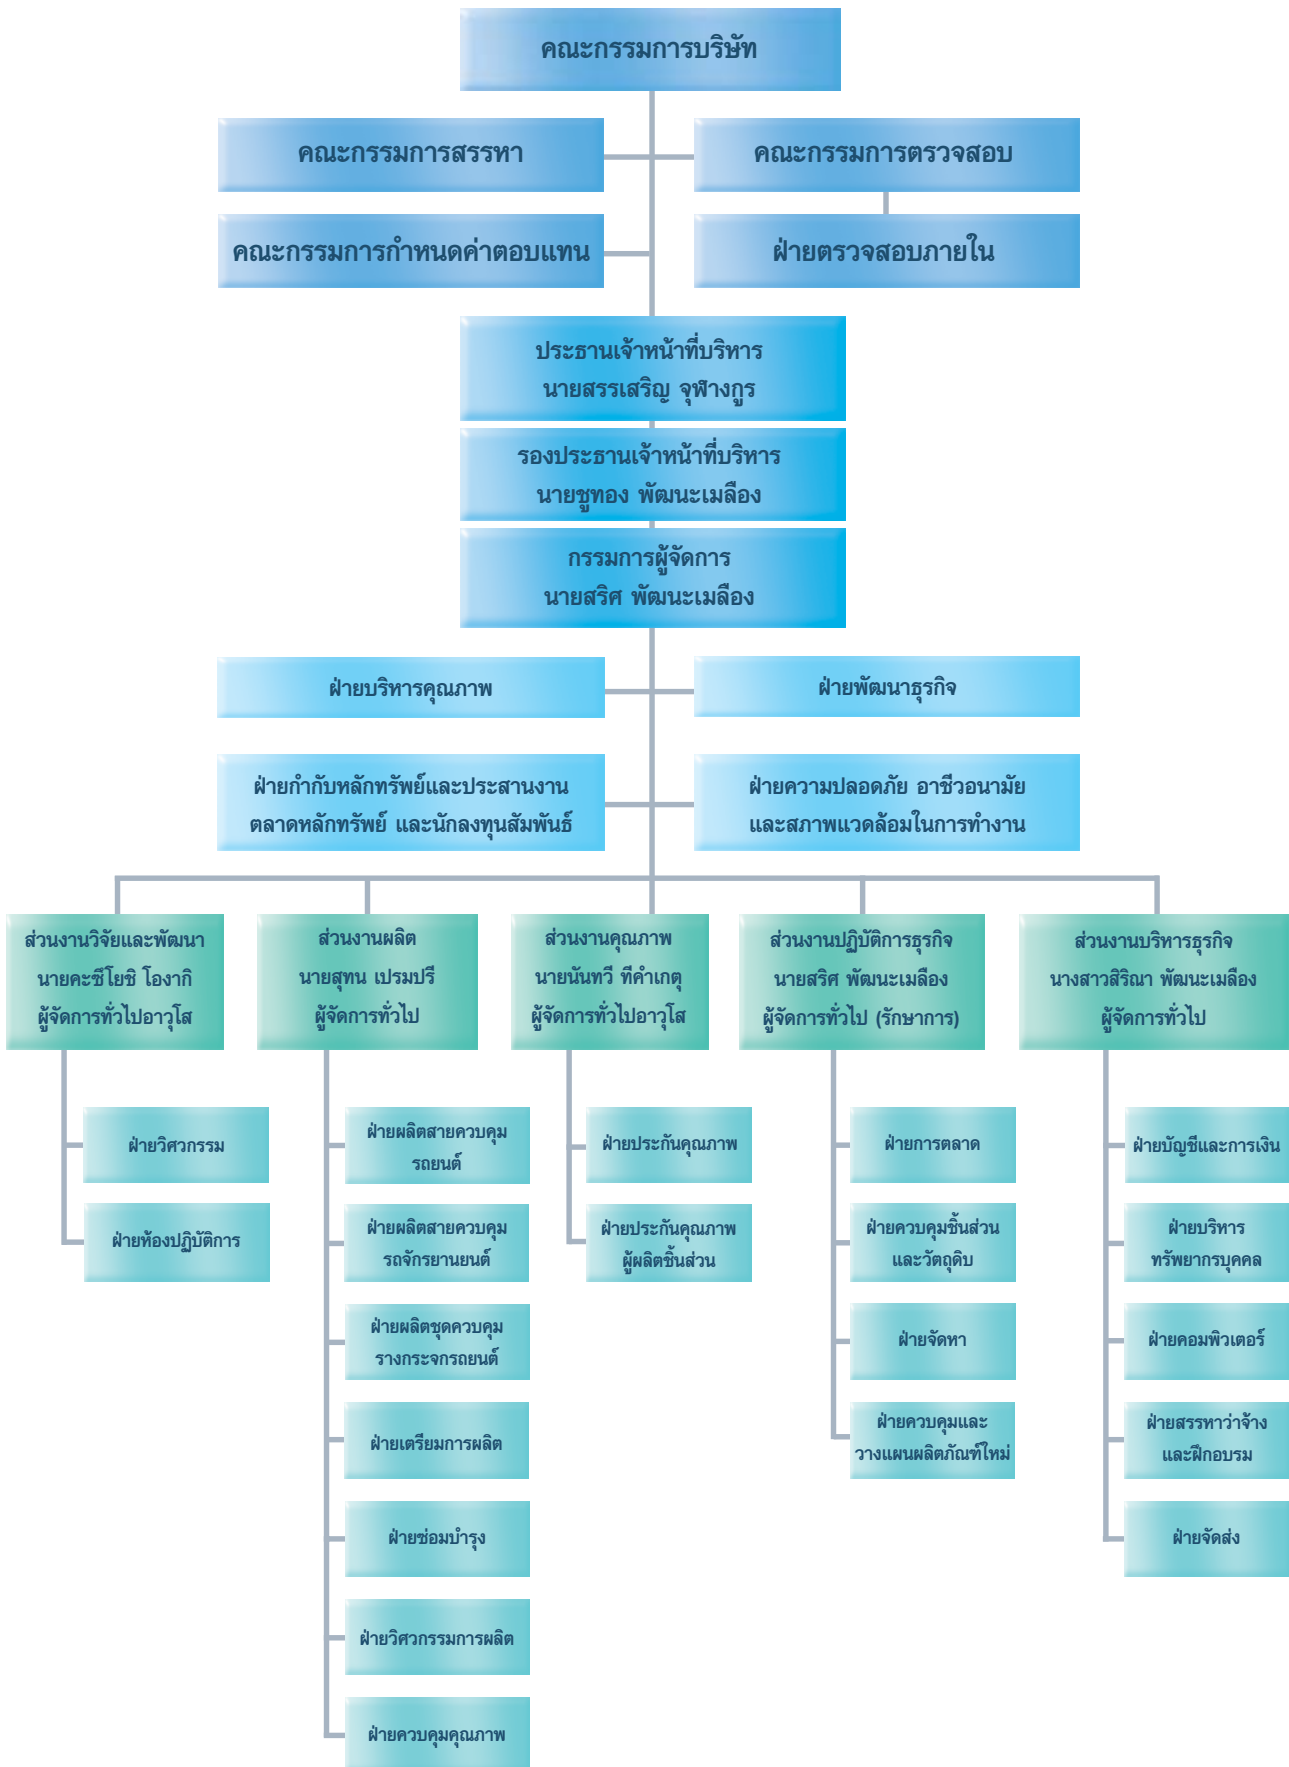 คณะกรรมการบริษัท
คณะกรรมการสรรหา
คณะกรรมการตรวจสอบ
คณะกรรมการกำหนดค่าตอบแทน
ฝ่ายตรวจสอบภายใน
ประธานเจ้าหน้าที่บริหาร
นายสรรเสริญ จุฬางกูร
รองประธานเจ้าหน้าที่บริหาร
นายชูทอง พัฒนะเมลือง
กรรมการผู้จัดการ
นายสริศ พัฒนะเมลือง
ฝ่ายบริหารคุณภาพ
ฝ่ายพัฒนาธุรกิจ
ฝ่ายกำกับหลักทรัพย์และประสานงาน
ตลาดหลักทรัพย์ และนักลงทุนสัมพันธ์
ฝ่ายความปลอดภัย อาชีวอนามัย
และสภาพแวดล้อมในการทำงาน
ส่วนงานวิจัยและพัฒนา
นายคะซึโยชิ โองากิ
ผู้จัดการทั่วไปอาวุโส
ส่วนงานผลิต
นายสุทน เปรมปรี
ผู้จัดการทั่วไป
ส่วนงานคุณภาพ
นายนันทวี ทีคำเกตุ
ผู้จัดการทั่วไปอาวุโส
ส่วนงานปฏิบัติการธุรกิจ
นายสริศ พัฒนะเมลือง
ผู้จัดการทั่วไป (รักษาการ)
ส่วนงานบริหารธุรกิจ
นางสาวสิริณา พัฒนะเมลือง
ผู้จัดการทั่วไป
ฝ่ายวิศวกรรม
ฝ่ายห้องปฏิบัติการ
ฝ่ายผลิตสายควบคุม
รถยนต์
ฝ่ายผลิตสายควบคุม
รถจักรยานยนต์
ฝ่ายผลิตชุดควบคุม
รางกระจกรถยนต์
ฝ่ายเตรียมการผลิต
ฝ่ายซ่อมบำรุง
ฝ่ายวิศวกรรมการผลิต
ฝ่ายควบคุมคุณภาพ
ฝ่ายประกันคุณภาพ
ฝ่ายประกันคุณภาพ
ผู้ผลิตชิ้นส่วน
ฝ่ายการตลาด
ฝ่ายควบคุมชิ้นส่วน
และวัตถุดิบ
ฝ่ายจัดหา
ฝ่ายควบคุมและ
วางแผนผลิตภัณฑ์ใหม่
ฝ่ายบัญชีและการเงิน
ฝ่ายบริหาร
ทรัพยากรบุคคล
ฝ่ายคอมพิวเตอร์
ฝ่ายสรรหาว่าจ้าง
และฝึกอบรม
ฝ่ายจัดส่ง